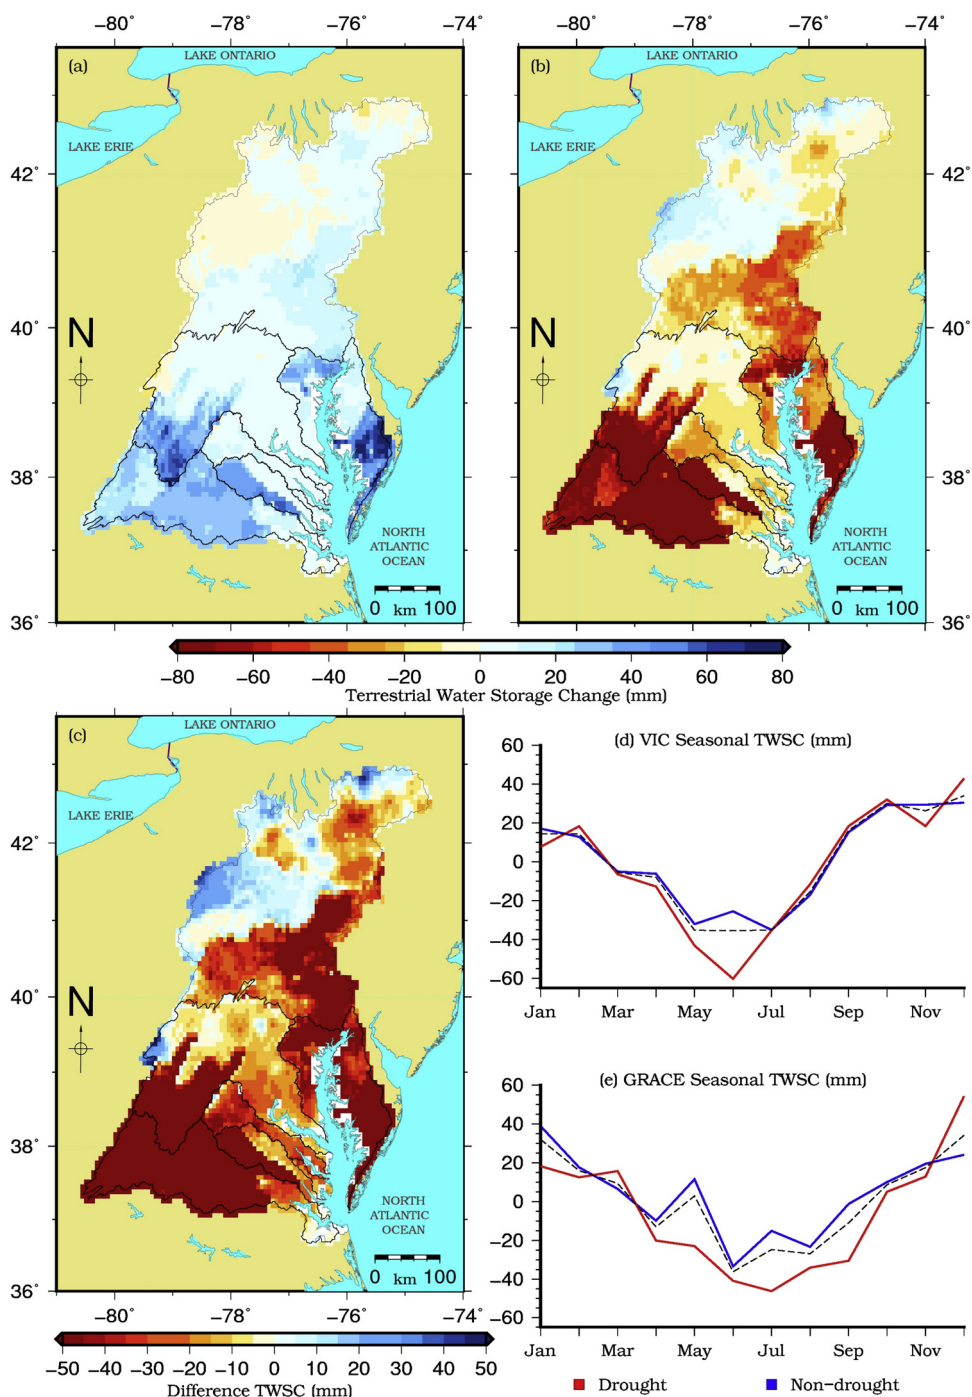 −80° −78° −76° −74° −80° −78° −76° −74°
(a)
LAKE ONTARIO
LAKE ERIE
N
NORTH
ATLANTIC
OCEAN
0 km 100
(b)
LAKE ONTARIO
LAKE ERIE
N
NORTH
ATLANTIC
OCEAN
0 km 100
42° 42°
40° 40°
38° 38°
36° 36°
−80 −60 −40 −20 0 20 40 60 80
Terrestrial Water Storage Change (mm)
(c)
LAKE ONTARIO
LAKE ERIE
N
NORTH
ATLANTIC
OCEAN
0 km 100
42°
40°
38°
36°
−80° −78° −76° −74°
−50 −40 −30 −20 −10 0 10 20 30 40 50
Difference TWSC (mm)
(d) VIC Seasonal TWSC (mm)
60
40
20
0
−20
−40
−60
Jan Mar May Jul Sep Nov
(e) GRACE Seasonal TWSC (mm)
60
40
20
0
−20
−40
−60
Jan Mar May Jul Sep Nov
Drought Non-drought